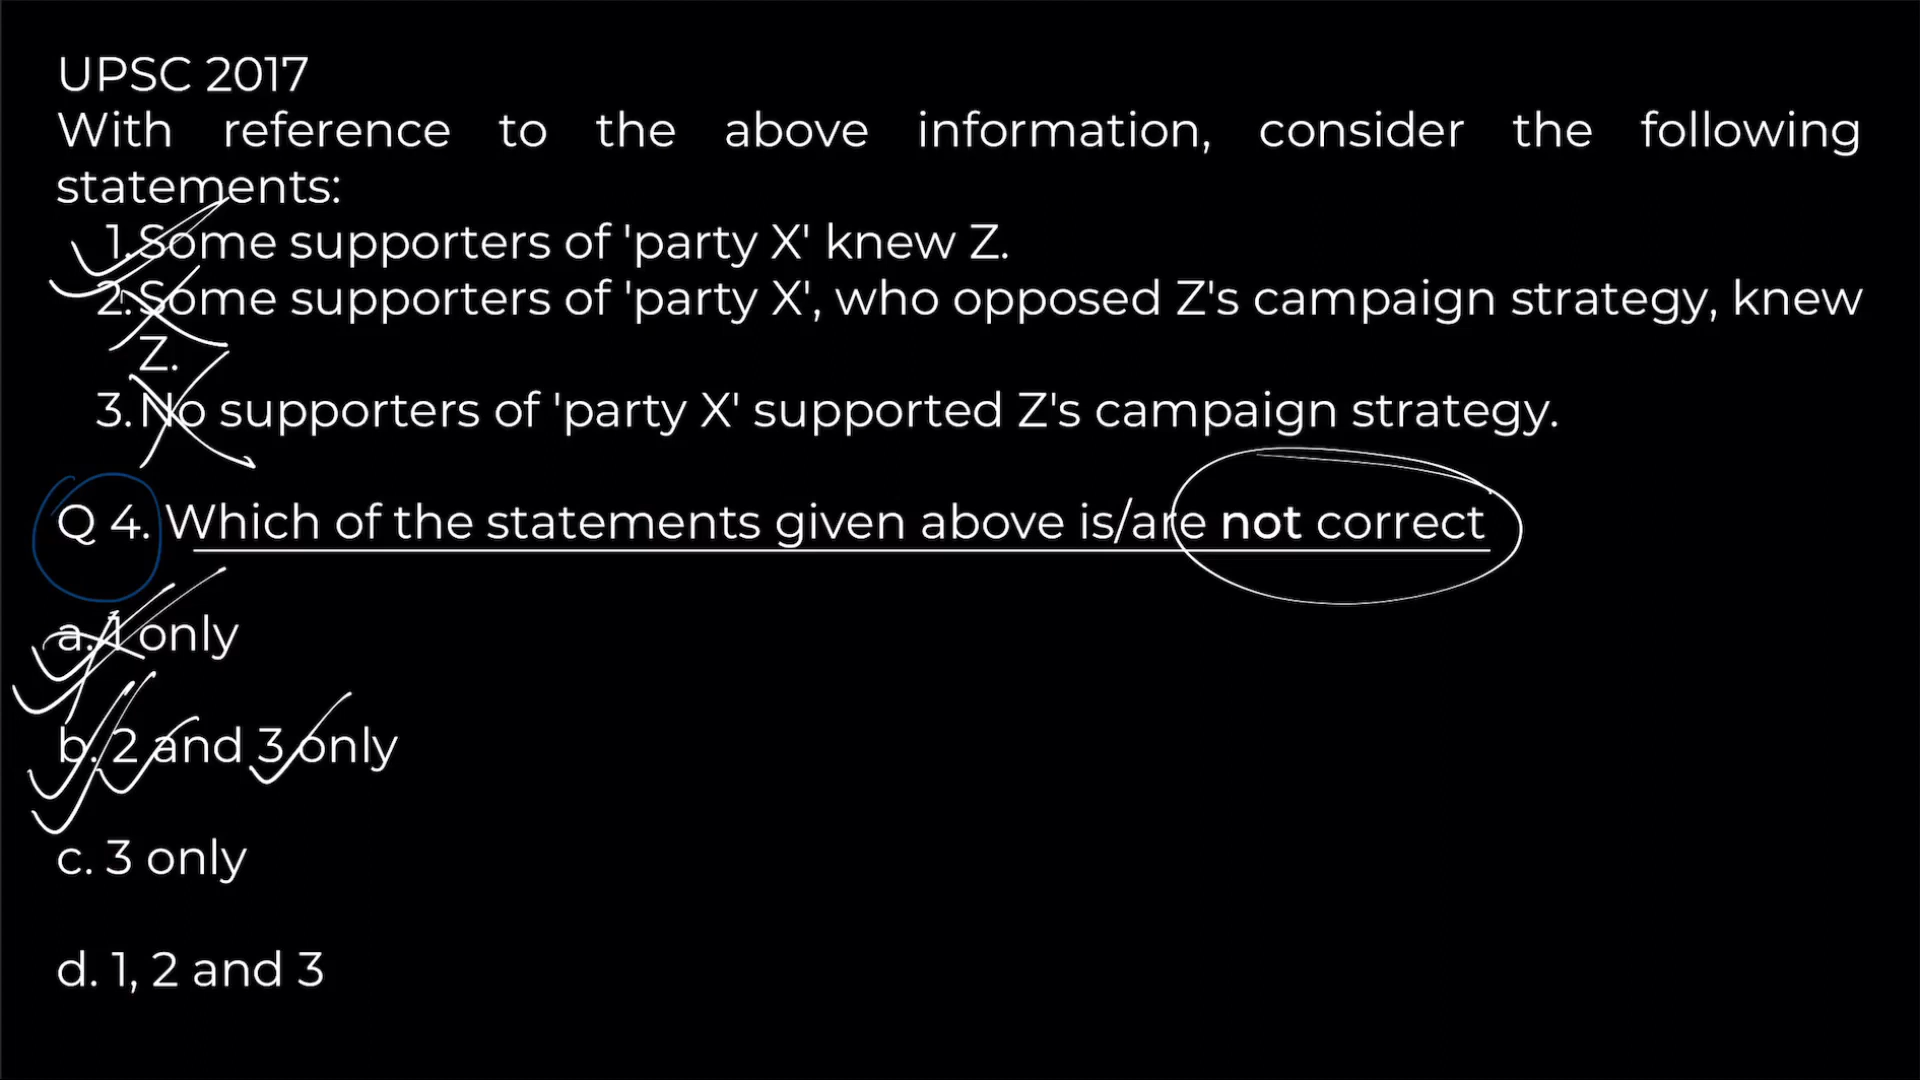 UPSC 2017
With reference to the above information, consider the following
statements:
1. Some supporters of 'party X' knew Z.
2. Some supporters of 'party X', who opposed Z's campaign strategy, knew
Z.
3. No supporters of 'party X' supported Z's campaign strategy.
Q 4. Which of the statements given above is/are not correct
a. 1 only
b. 2 and 3 only
c. 3 only
d. 1, 2 and 3